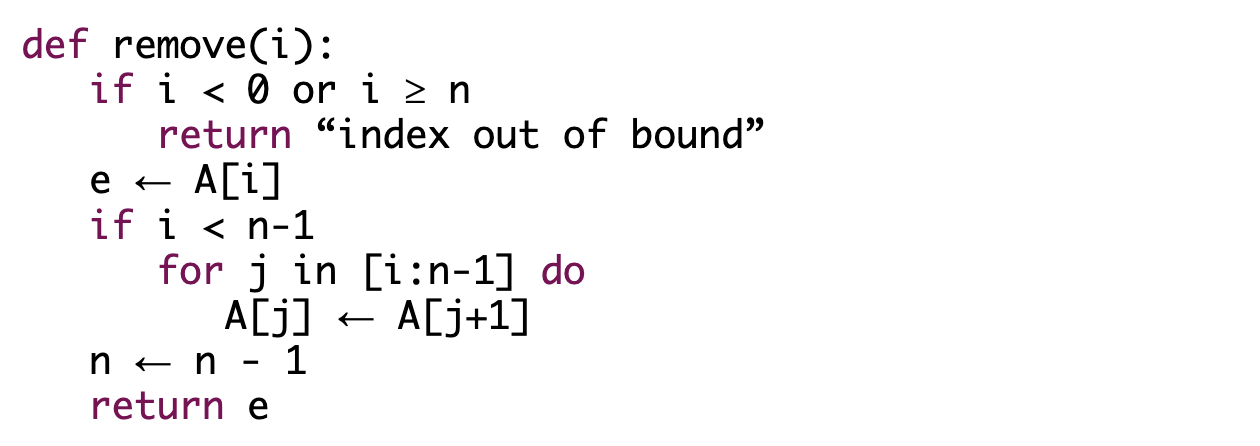 def remove(i):
   if i < 0 or i ≥ n
      return “index out of bound”
   e ← A[i]
   if i < n-1
      for j in [i:n-1] do
         A[j] ← A[j+1]
   n ← n - 1
   return e